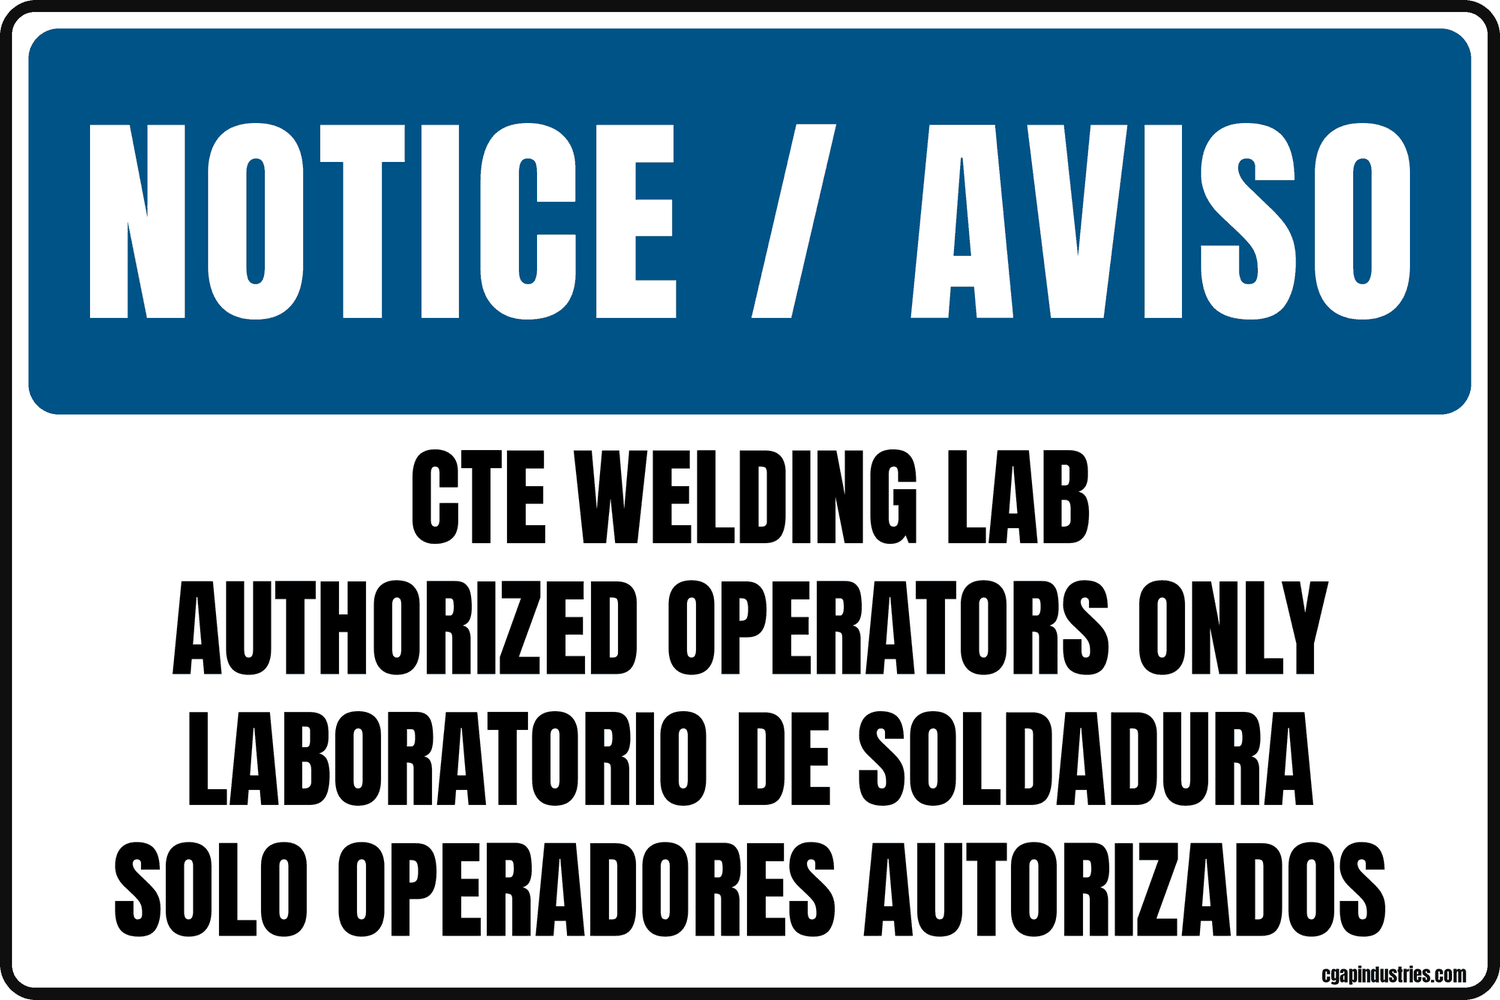 NOTICE / AVISO
CTE WELDING LAB
AUTHORIZED OPERATORS ONLY
LABORATORIO DE SOLDADURA
SOLO OPERADORES AUTORIZADOS
cgapindustries.com